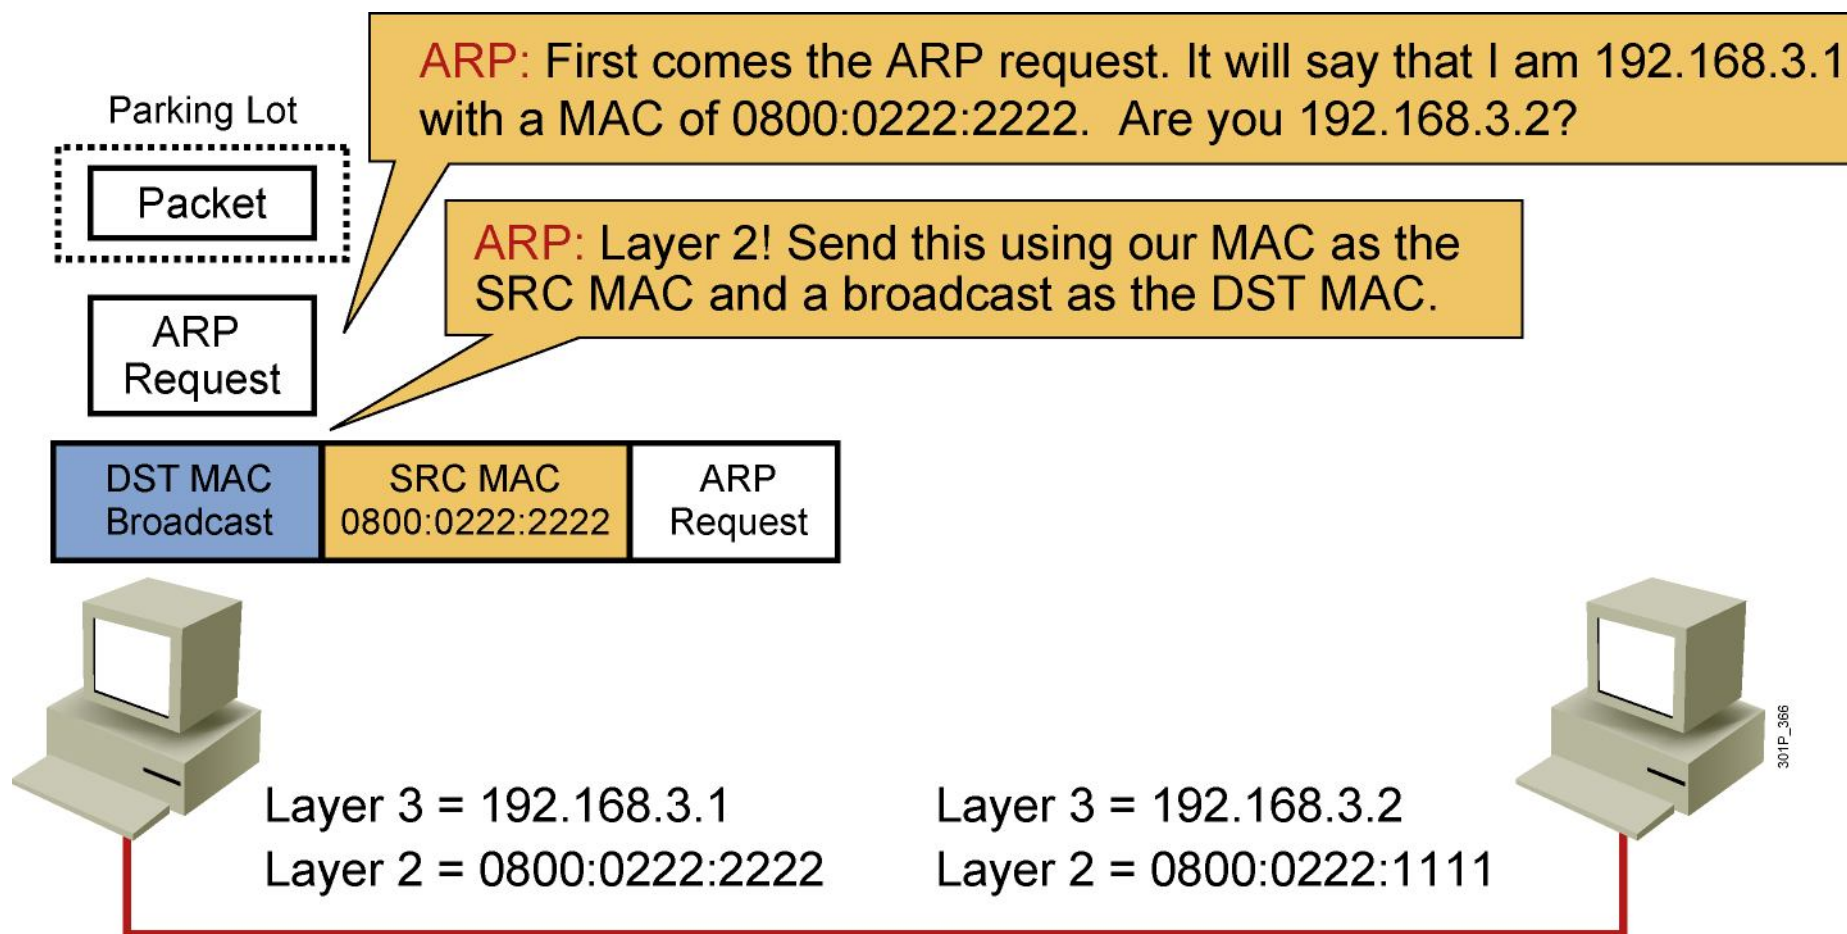 ARP: First comes the ARP request. It will say that I am 192.168.3.1
with a MAC of 0800:0222:2222. Are you 192.168.3.2?
Parking Lot
Packet
ARP: Layer 2! Send this using our MAC as the
SRC MAC and a broadcast as the DST MAC.
ARP
Request
DST MAC
Broadcast
SRC MAC
0800:0222:2222
ARP
Request
Layer 3 = 192.168.3.1
Layer 2 = 0800:0222:2222
Layer 3 = 192.168.3.2
Layer 2 = 0800:0222:1111
301P_366